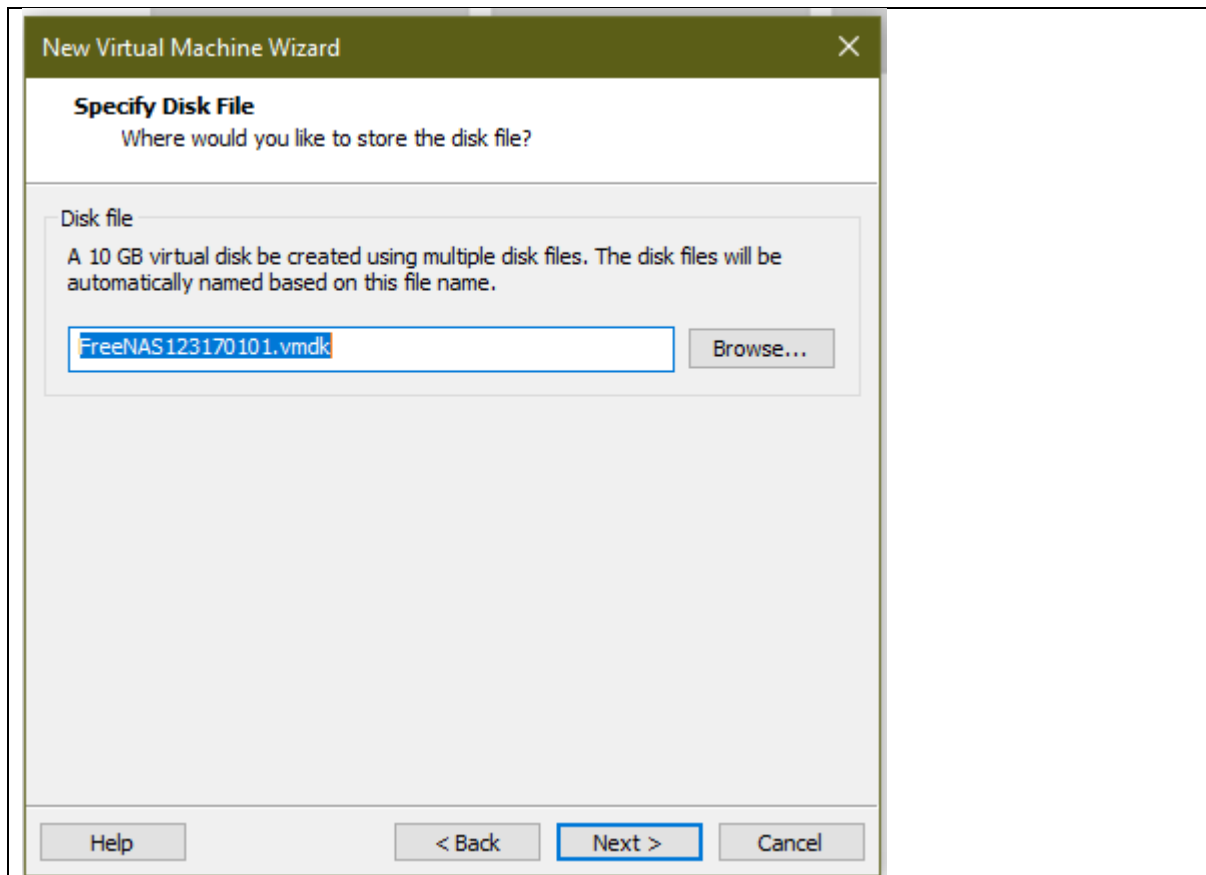 New Virtual Machine Wizard
Specify Disk File
Where would you like to store the disk file?
Disk file
A 10 GB virtual disk be created using multiple disk files. The disk files will be
automatically named based on this file name.
FreeNAS123170101.vmdk
Browse...
Help
< Back
Next >
Cancel